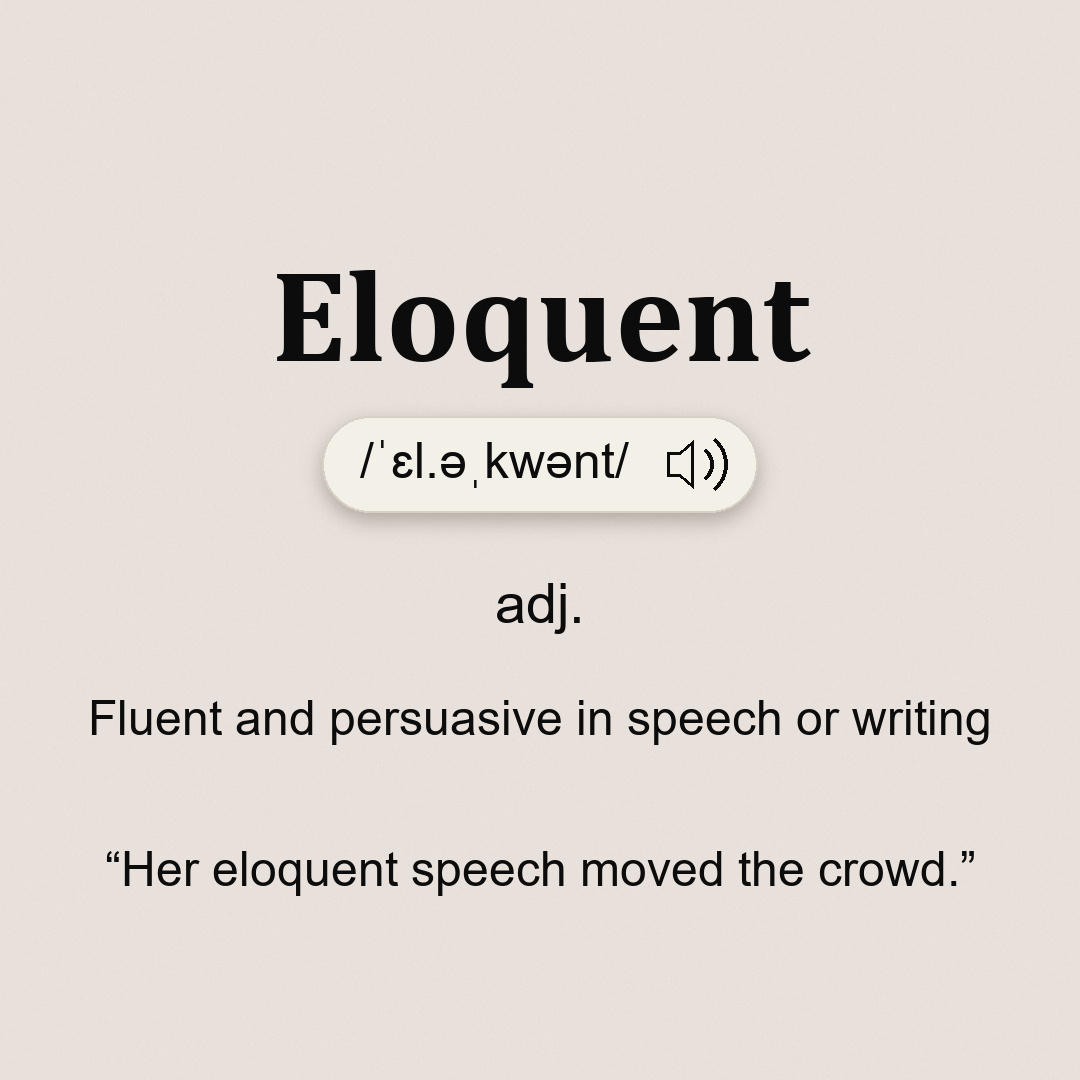 Eloquent
/ˈɛl.əˌkwənt/
adj.
Fluent and persuasive in speech or writing
“Her eloquent speech moved the crowd.”